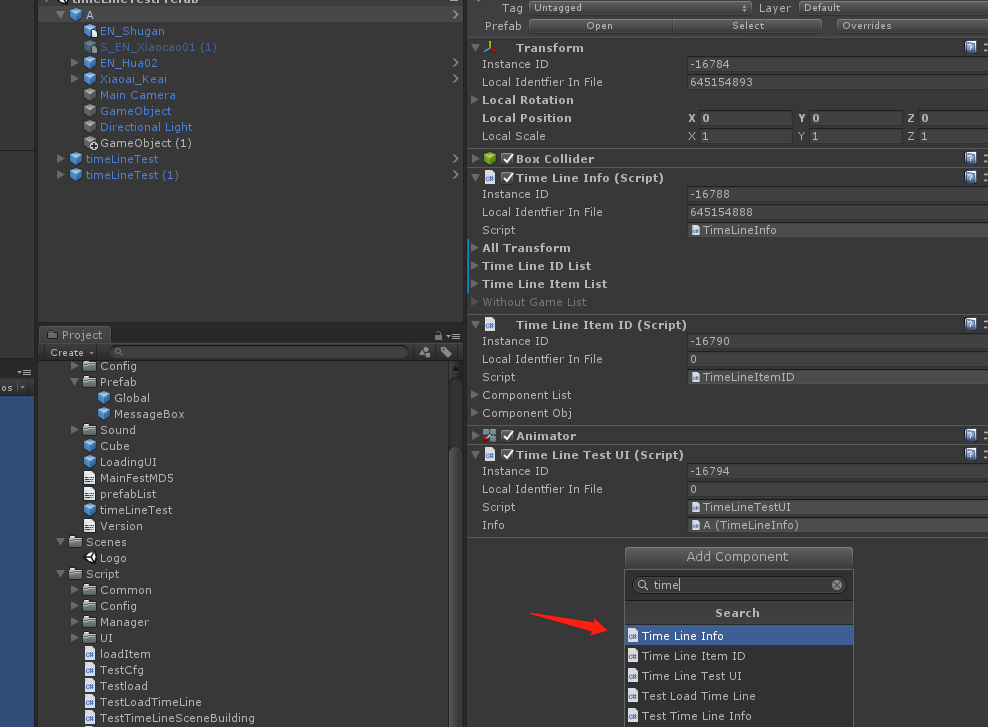 timeLineTestPrefab
A
EN_Shugan
S_EN_Xiaocao01 (1)
EN_Hua02
Xiaoai_Keai
Main Camera
GameObject
Directional Light
GameObject (1)
timeLineTest
timeLineTest (1)
os
Project
Create
Config
Prefab
Global
MessageBox
Sound
Cube
LoadingUI
MainFestMD5
prefabList
timeLineTest
Version
Scenes
Logo
Script
Common
Config
Manager
UI
loadItem
TestCfg
Testload
TestLoadTimeLine
TestTimeLineSceneBuilding
Tag Untagged Layer Default
Prefab Open Select Overrides
Transform
Instance ID -16784
Local Identfier In File 645154893
Local Rotation
Local Position X 0 Y 0 Z 0
Local Scale X 1 Y 1 Z 1
Box Collider
Time Line Info (Script)
Instance ID -16788
Local Identfier In File 645154888
Script TimeLineInfo
All Transform
Time Line ID List
Time Line Item List
Without Game List
Time Line Item ID (Script)
Instance ID -16790
Local Identfier In File 0
Script TimeLineItemID
Component List
Component Obj
Animator
Time Line Test UI (Script)
Instance ID -16794
Local Identfier In File 0
Script TimeLineTestUI
Info A (TimeLineInfo)
Add Component
time
Search
Time Line Info
Time Line Item ID
Time Line Test UI
Test Load Time Line
Test Time Line Info